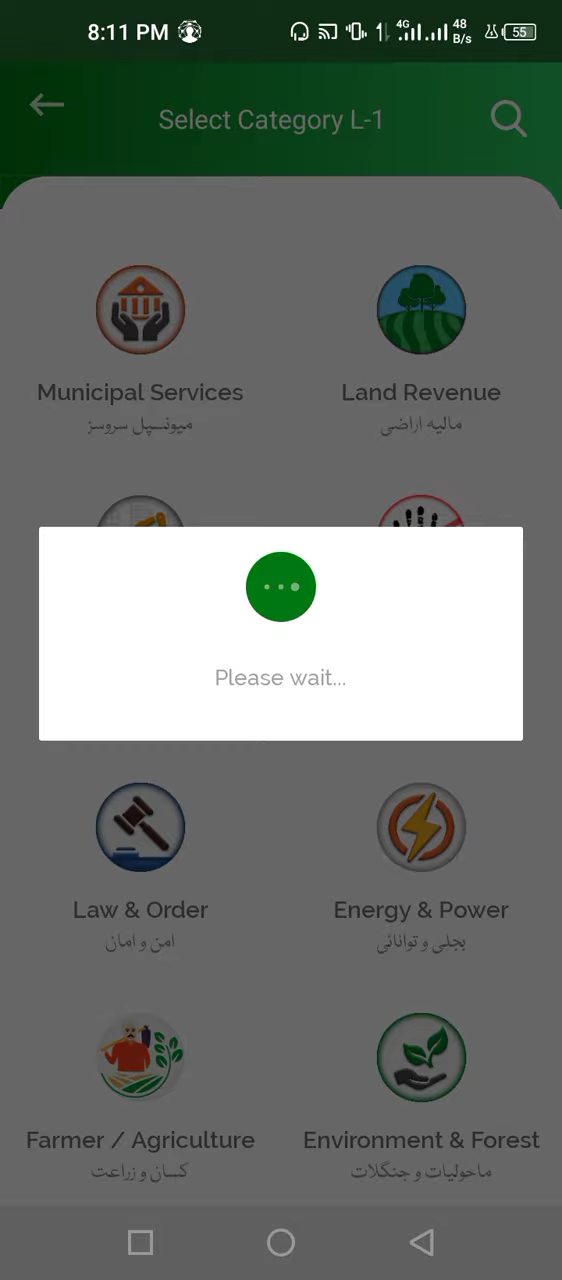 8:11 PM 4G 48 B/s 55
Select Category L-1
Municipal Services
میونسپل سروسز
Land Revenue
مالیہ اراضی
Please wait...
Law & Order
امن و امان
Energy & Power
بجلی و توانائی
Farmer / Agriculture
کسان و زراعت
Environment & Forest
ماحولیات و جنگلات